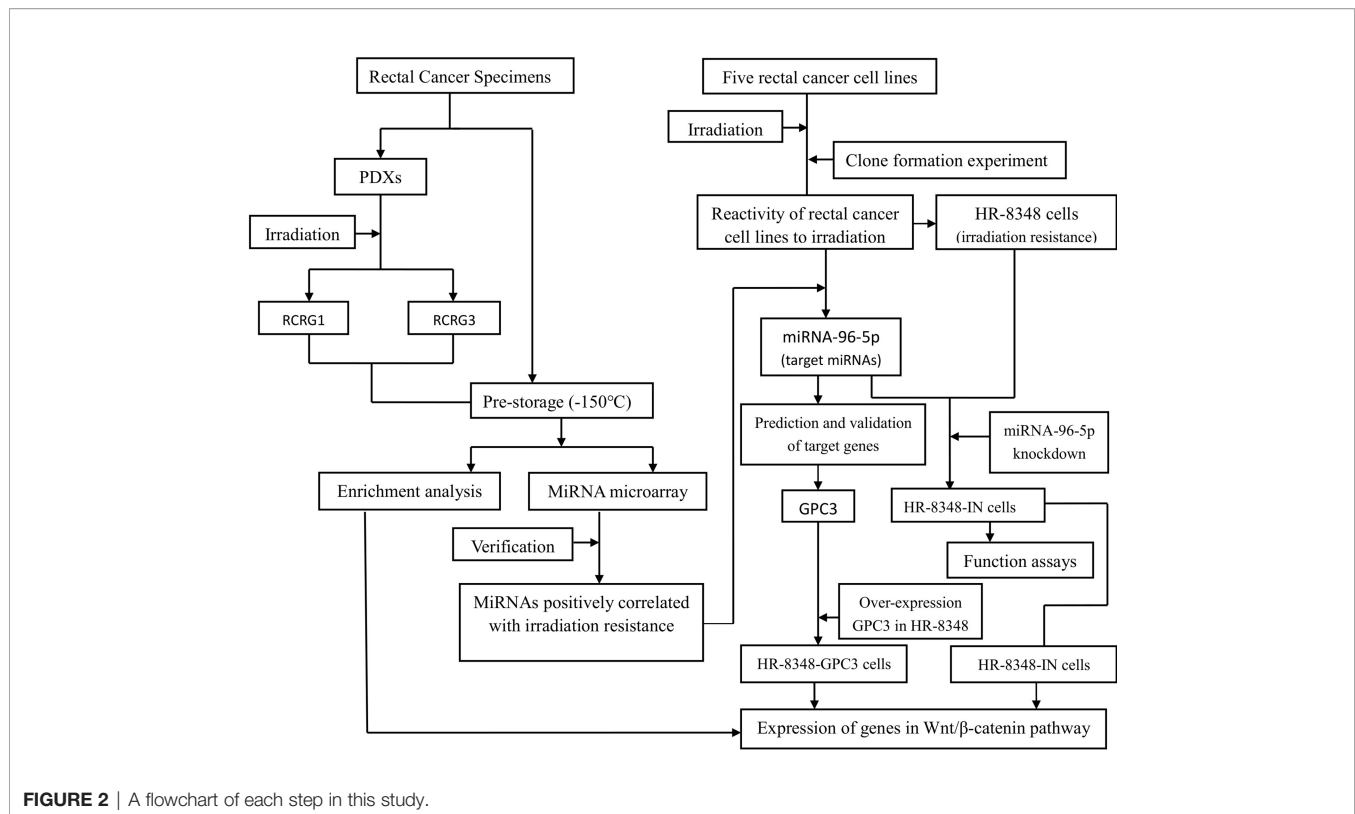 Rectal Cancer Specimens
PDXs
Irradiation
RCRG1
RCRG3
Pre-storage (-150℃)
Enrichment analysis
MiRNA microarray
Verification
MiRNAs positively correlated
with irradiation resistance
Five rectal cancer cell lines
Irradiation
Clone formation experiment
Reactivity of rectal cancer
cell lines to irradiation
HR-8348 cells
(irradiation resistance)
miRNA-96-5p
(target miRNAs)
Prediction and validation
of target genes
miRNA-96-5p
knockdown
GPC3
HR-8348-IN cells
Function assays
Over-expression
GPC3 in HR-8348
HR-8348-GPC3 cells
HR-8348-IN cells
Expression of genes in Wnt/β-catenin pathway
FIGURE 2 | A flowchart of each step in this study.